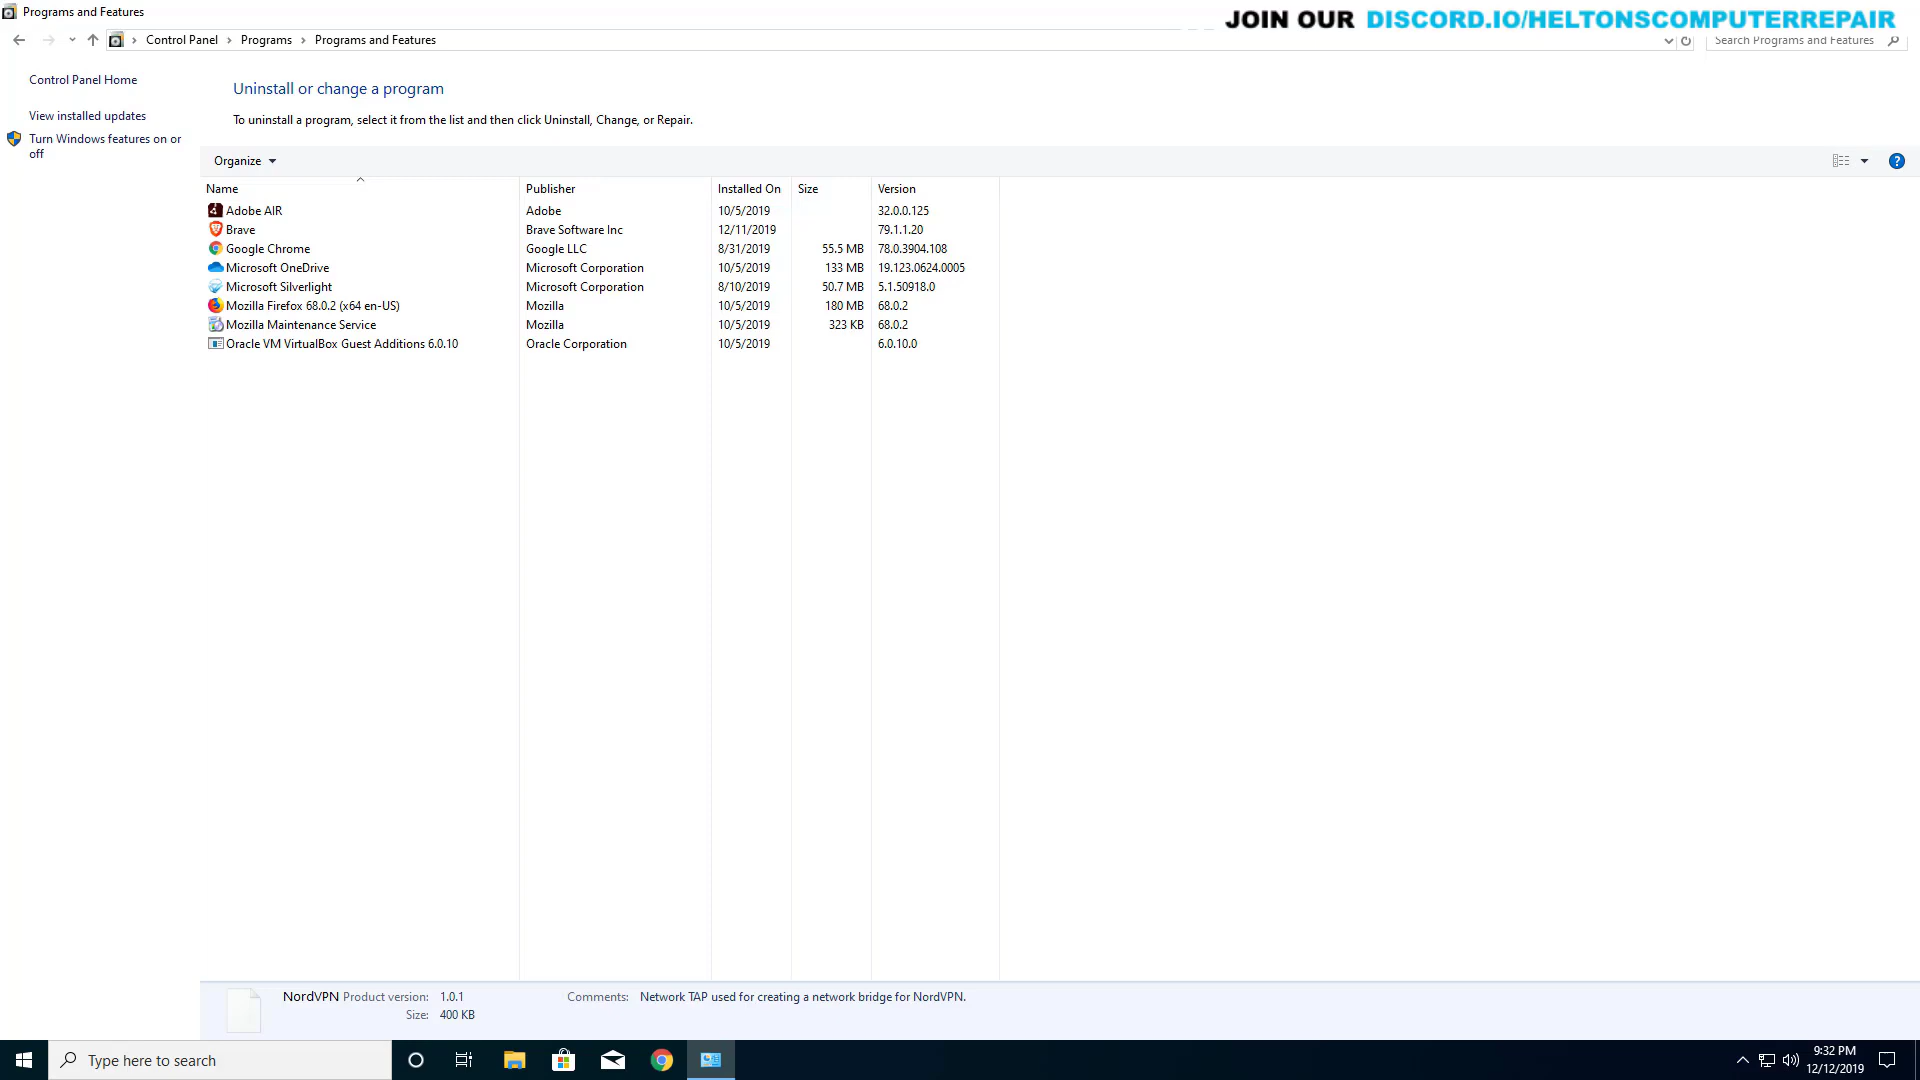 Programs and Features
JOIN OUR DISCORD.IO/HELTONSCOMPUTERREPAIR
Control Panel > Programs > Programs and Features
Search Programs and Features
Control Panel Home
View installed updates
Turn Windows features on or
off
Uninstall or change a program
To uninstall a program, select it from the list and then click Uninstall, Change, or Repair.
Organize
Name Publisher Installed On Size Version
Adobe AIR Adobe 10/5/2019 32.0.0.125
Brave Brave Software Inc 12/11/2019 79.1.1.20
Google Chrome Google LLC 8/31/2019 55.5 MB 78.0.3904.108
Microsoft OneDrive Microsoft Corporation 10/5/2019 133 MB 19.123.0624.0005
Microsoft Silverlight Microsoft Corporation 8/10/2019 50.7 MB 5.1.50918.0
Mozilla Firefox 68.0.2 (x64 en-US) Mozilla 10/5/2019 180 MB 68.0.2
Mozilla Maintenance Service Mozilla 10/5/2019 323 KB 68.0.2
Oracle VM VirtualBox Guest Additions 6.0.10 Oracle Corporation 10/5/2019 6.0.10.0
NordVPN Product version: 1.0.1 Comments: Network TAP used for creating a network bridge for NordVPN.
Size: 400 KB
Type here to search
9:32 PM
12/12/2019